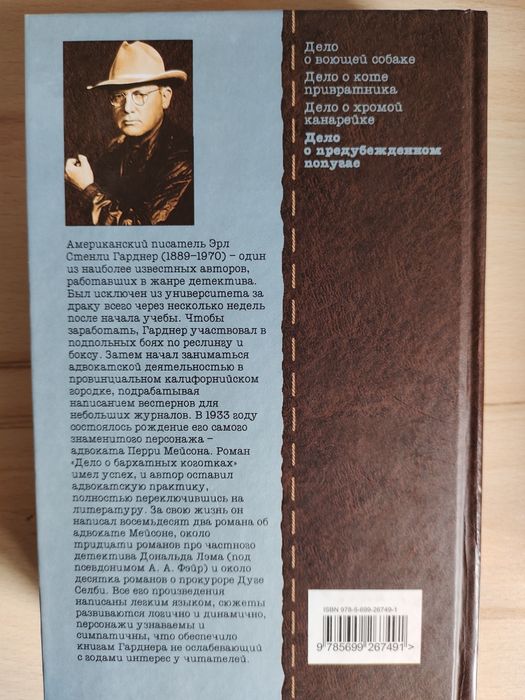 Дело
о воющей собаке
Дело о коте
привратника
Дело о хромой
канарейке
Дело
о предубежденном
попугае
Американский писатель Эрл
Стенли Гарднер (1889–1970) – один
из наиболее известных авторов,
работавших в жанре детектива.
Был исключен из университета за
драку всего через несколько недель
после начала учебы. Чтобы
заработать, Гарднер участвовал в
подпольных боях по реслингу и
боксу. Затем начал заниматься
адвокатской деятельностью в
провинциальном калифорнийском
городке, подрабатывая
написанием вестернов для
небольших журналов. В 1933 году
состоялось рождение его самого
знаменитого персонажа –
адвоката Перри Мейсона. Роман
«Дело о бархатных коготках»
имел успех, и автор оставил
адвокатскую практику,
полностью переключившись на
литературу. За свою жизнь он
написал восемьдесят два романа об
адвокате Мейсоне, около
тридцати романов про частного
детектива Дональда Лэма (под
псевдонимом А. А. Фэйр) и около
десятка романов о прокуроре Дуге
Селби. Все его произведения
написаны легким языком, сюжеты
развиваются логично и динамично,
персонажи узнаваемы и
симпатичны, что обеспечило
книгам Гарднера не ослабевающий
с годами интерес у читателей.
ISBN 978-5-699-26749-1
9 785699 267491 >